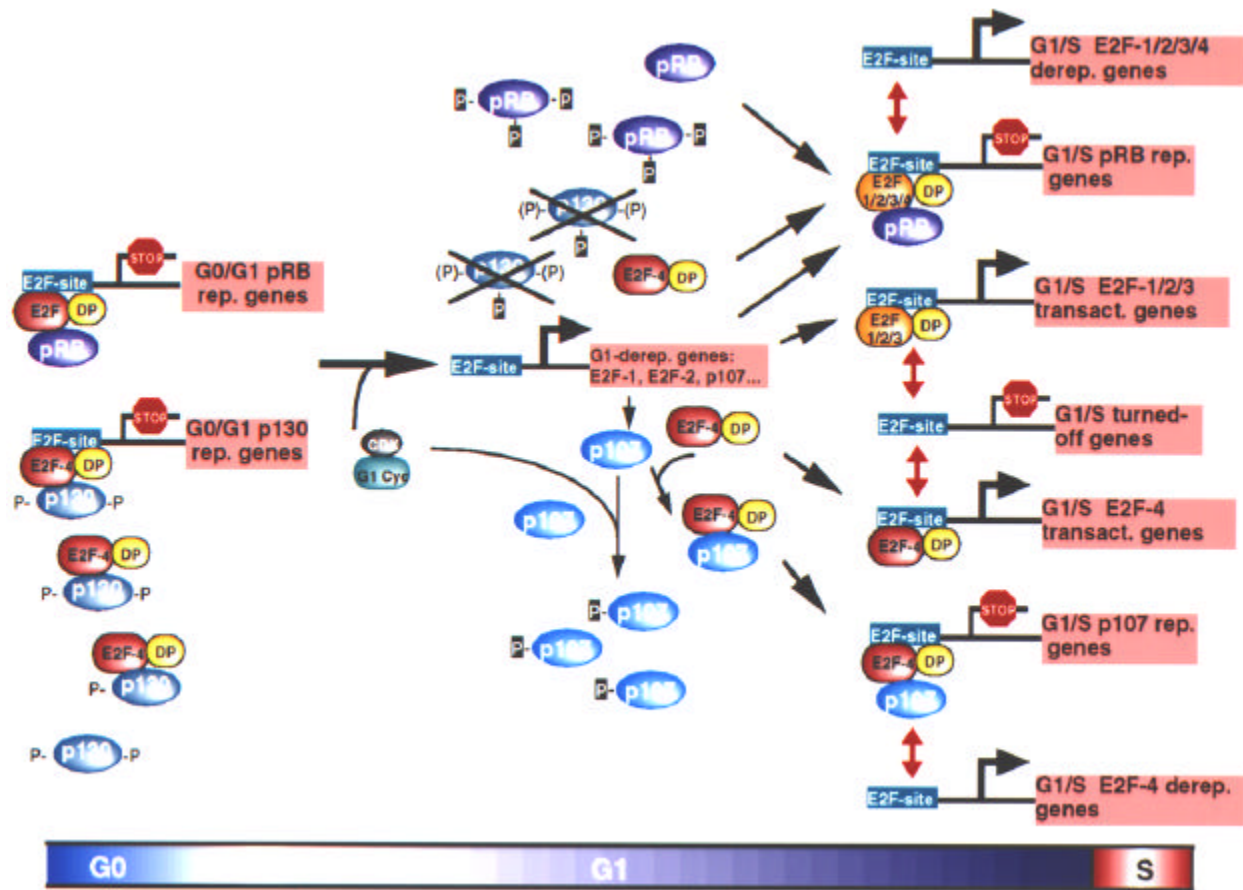 E2F-site
STOP
G0/G1 pRB
rep. genes
E2F
DP
pRB
E2F-site
STOP
G0/G1 p130
rep. genes
E2F-4
DP
P-
p130
-P
E2F-4
DP
P-
p130
-P
E2F-4
DP
P-
p130
P-
p130
-P
pRB
P-
pRB
-P
P
P-
pRB
-P
P
(P)-
p130
-(P)
P
(P)-
p130
-(P)
P
E2F-4
DP
E2F-site
G1-derep. genes:
E2F-1, E2F-2, p107...
CDK
G1 Cyc
p107
E2F-4
DP
p107
E2F-4
DP
p107
P-
p107
P-
p107
P-
p107
E2F-site
G1/S E2F-1/2/3/4
derep. genes
E2F-site
STOP
G1/S pRB rep.
genes
E2F
1/2/3/4
DP
pRB
E2F-site
G1/S E2F-1/2/3
transact. genes
E2F
1/2/3
DP
E2F-site
STOP
G1/S turned-
off genes
E2F-site
G1/S E2F-4
transact. genes
E2F-4
DP
E2F-site
STOP
G1/S p107 rep.
genes
E2F-4
DP
p107
E2F-site
G1/S E2F-4 derep.
genes
G0
G1
S